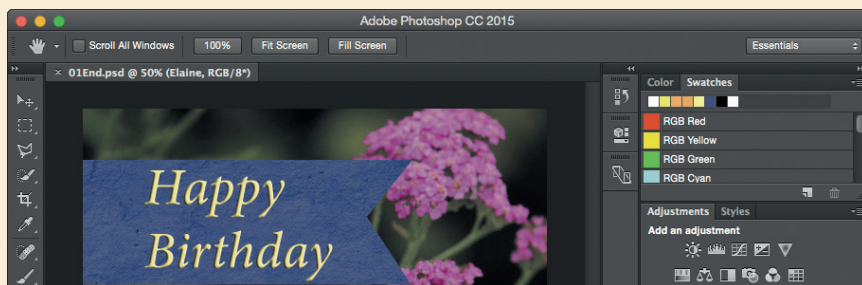 Adobe Photoshop CC 2015
Scroll All Windows 100% Fit Screen Fill Screen Essentials
× 01End.psd @ 50% (Elaine, RGB/8*)
Color Swatches
RGB Red
RGB Yellow
RGB Green
RGB Cyan
Adjustments Styles
Add an adjustment
Happy
Birthday